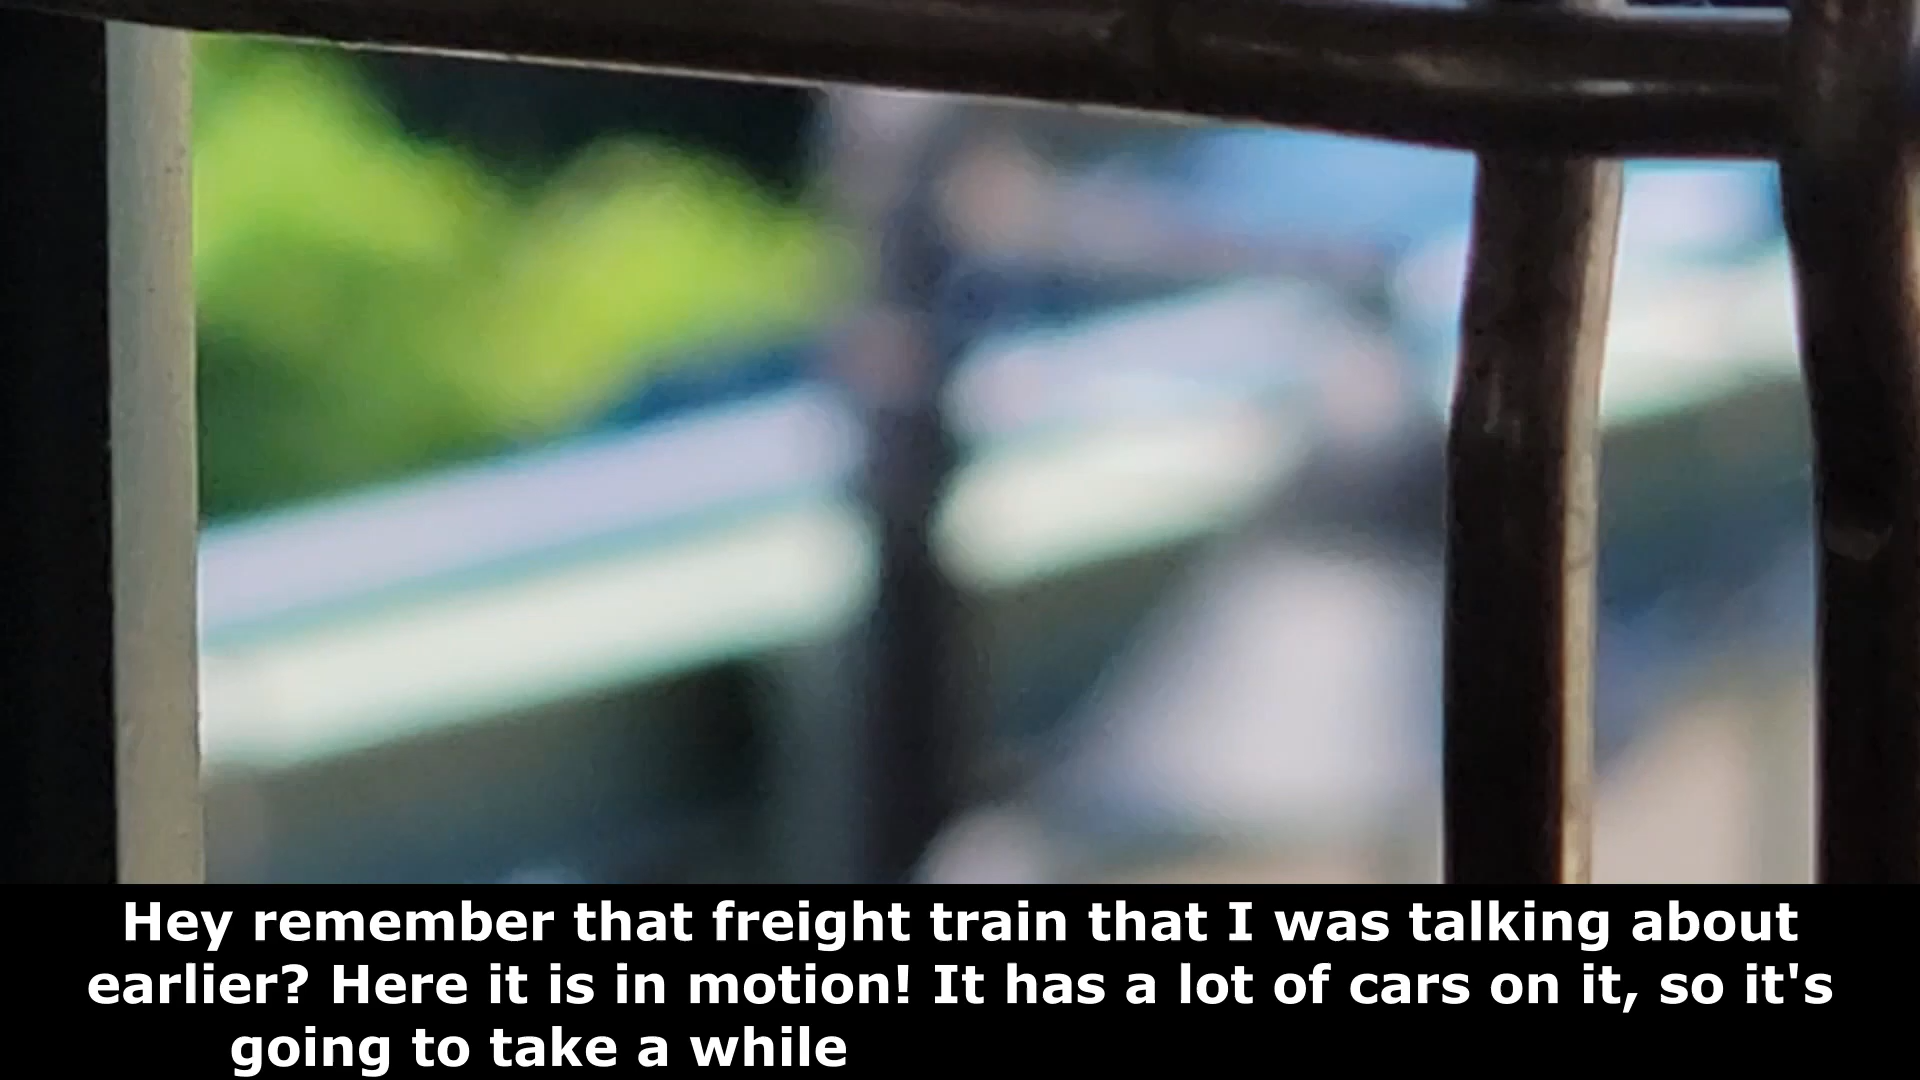 Hey remember that freight train that I was talking about
earlier? Here it is in motion! It has a lot of cars on it, so it's
going to take a while